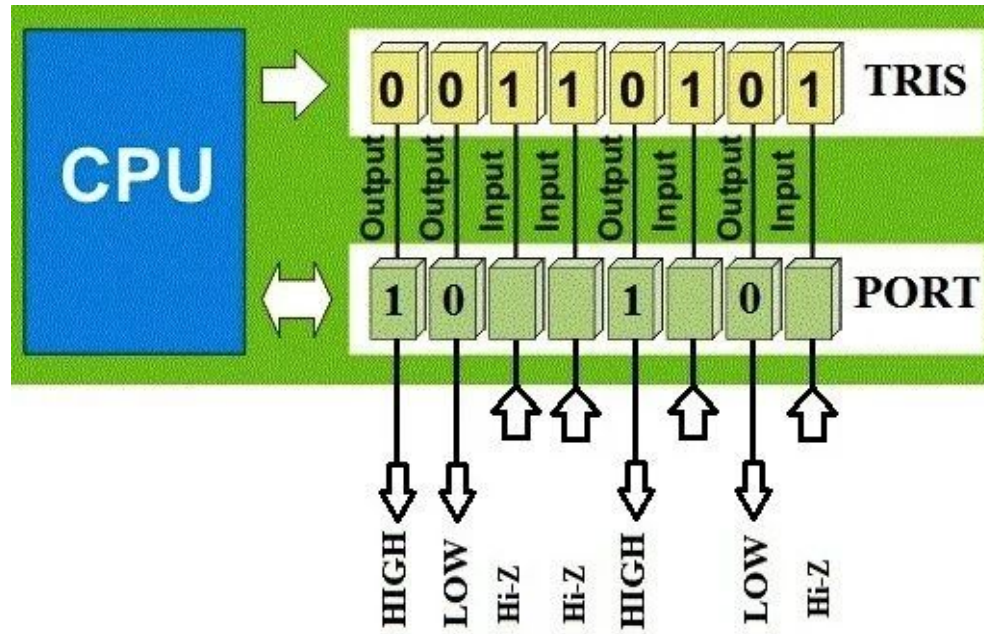 CPU
0 0 1 1 0 1 0 1 TRIS
Output Output Input Input Output Input Output Input
1 0 1 0 PORT
HIGH LOW Hi-Z Hi-Z HIGH LOW Hi-Z